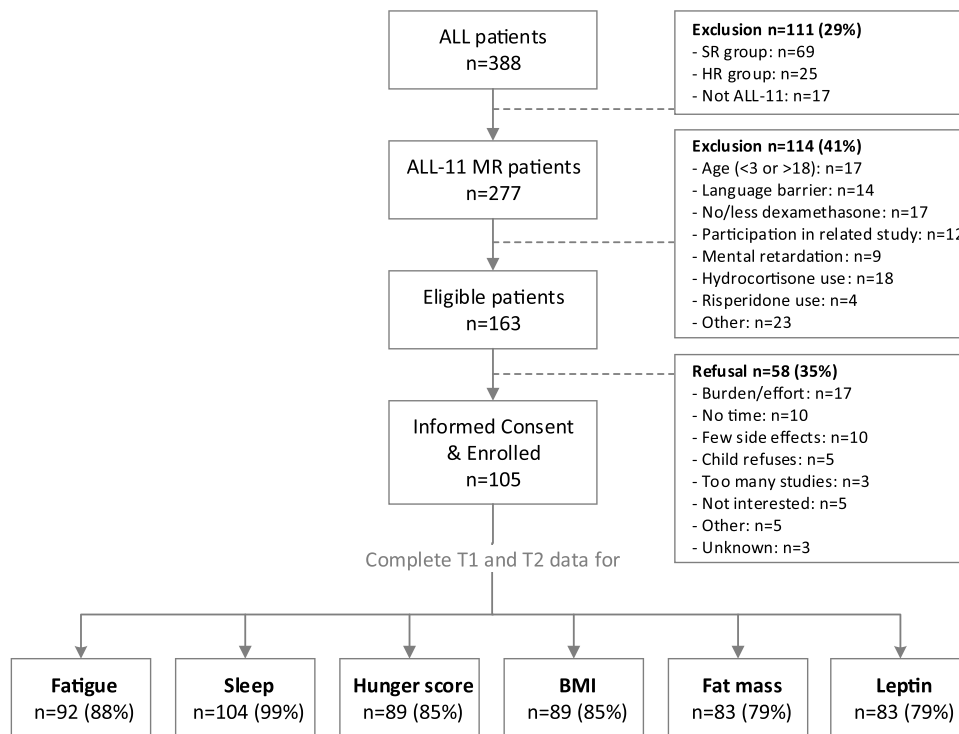 ALL patients
n=388
Exclusion n=111 (29%)
- SR group: n=69
- HR group: n=25
- Not ALL-11: n=17
ALL-11 MR patients
n=277
Exclusion n=114 (41%)
- Age (<3 or >18): n=17
- Language barrier: n=14
- No/less dexamethasone: n=17
- Participation in related study: n=12
- Mental retardation: n=9
- Hydrocortisone use: n=18
- Risperidone use: n=4
- Other: n=23
Eligible patients
n=163
Refusal n=58 (35%)
- Burden/effort: n=17
- No time: n=10
- Few side effects: n=10
- Child refuses: n=5
- Too many studies: n=3
- Not interested: n=5
- Other: n=5
- Unknown: n=3
Informed Consent
& Enrolled
n=105
Complete T1 and T2 data for
Fatigue
n=92 (88%)
Sleep
n=104 (99%)
Hunger score
n=89 (85%)
BMI
n=89 (85%)
Fat mass
n=83 (79%)
Leptin
n=83 (79%)